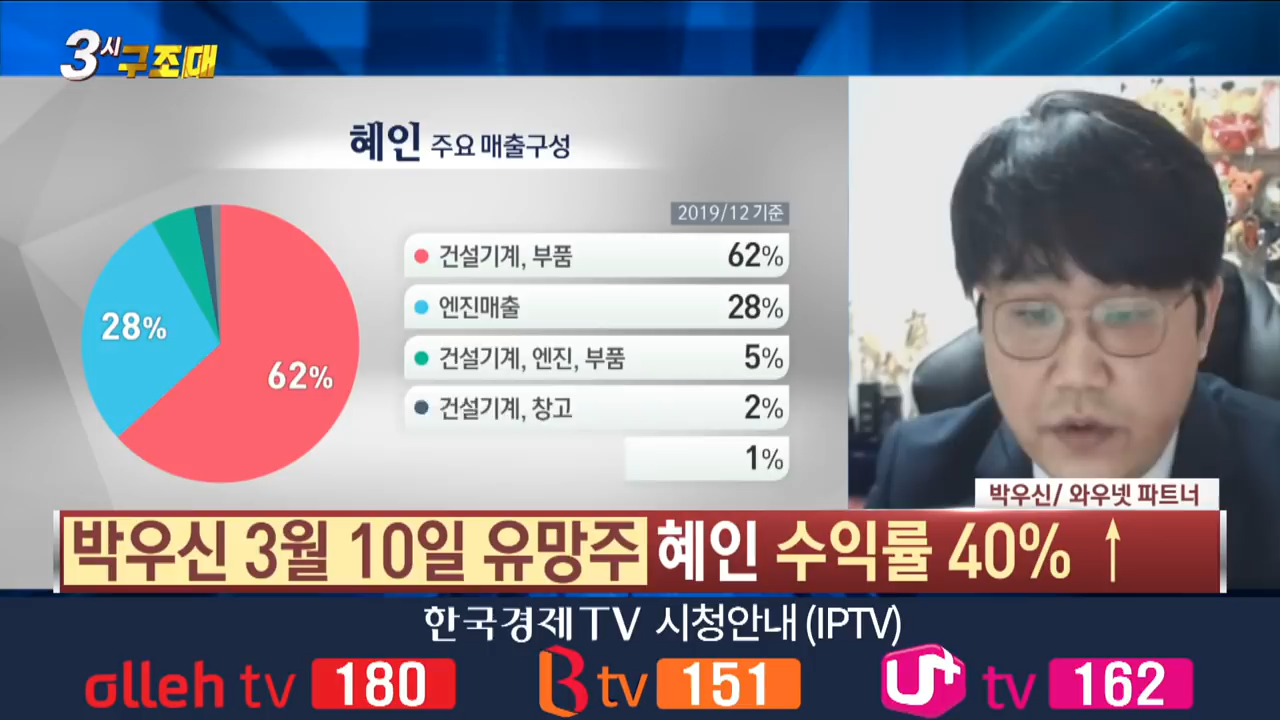 3시 구조대
혜인 주요 매출구성
2019/12 기준
건설기계, 부품 62%
엔진매출 28%
건설기계, 엔진, 부품 5%
건설기계, 창고 2%
1%
28%
62%
박우신/ 와우넷 파트너
박우신 3월 10일 유망주 혜인 수익률 40% ↑
한국경제TV 시청안내 (IPTV)
olleh tv 180 B tv 151 U+ tv 162